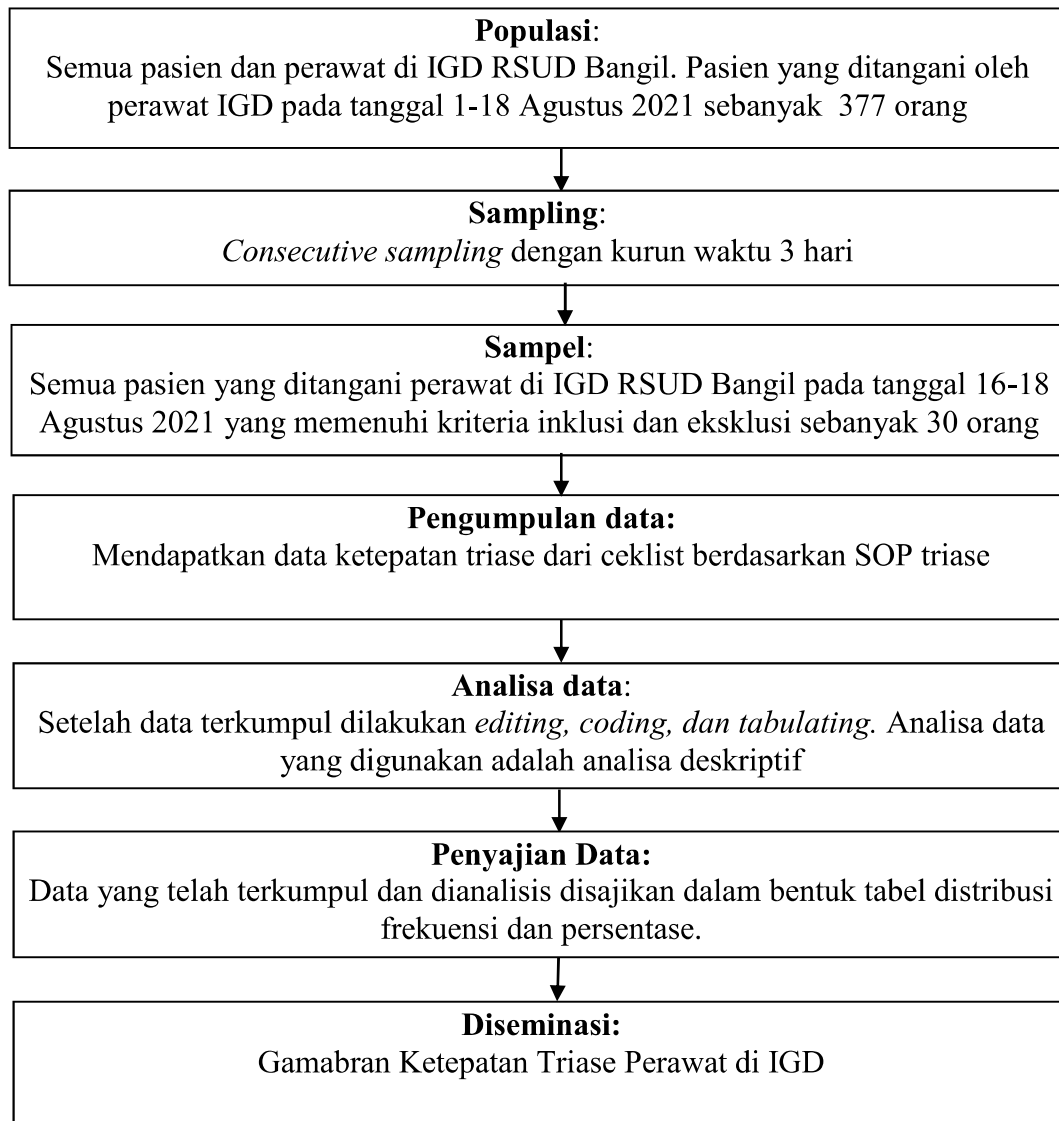 Populasi:
Semua pasien dan perawat di IGD RSUD Bangil. Pasien yang ditangani oleh
perawat IGD pada tanggal 1-18 Agustus 2021 sebanyak 377 orang
Sampling:
Consecutive sampling dengan kurun waktu 3 hari
Sampel:
Semua pasien yang ditangani perawat di IGD RSUD Bangil pada tanggal 16-18
Agustus 2021 yang memenuhi kriteria inklusi dan eksklusi sebanyak 30 orang
Pengumpulan data:
Mendapatkan data ketepatan triase dari ceklist berdasarkan SOP triase
Analisa data:
Setelah data terkumpul dilakukan editing, coding, dan tabulating. Analisa data
yang digunakan adalah analisa deskriptif
Penyajian Data:
Data yang telah terkumpul dan dianalisis disajikan dalam bentuk tabel distribusi
frekuensi dan persentase.
Diseminasi:
Gamabran Ketepatan Triase Perawat di IGD